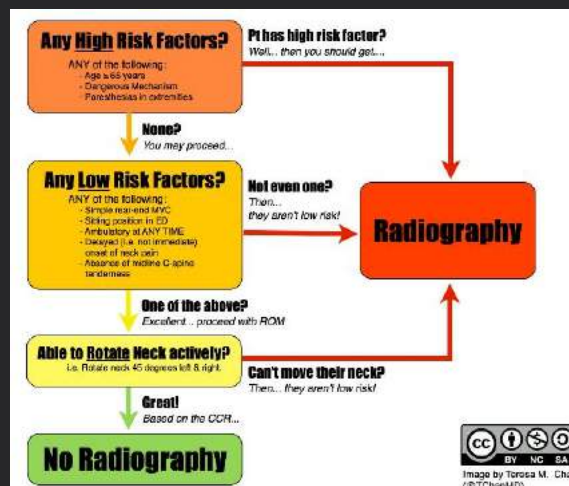 Any High Risk Factors?
ANY of the following:
- Age ≥65 years
- Dangerous Mechanism
- Paresthesias in extremities
Pt has high risk factor?
Well... then you should get....
None?
You may proceed...
Any Low Risk Factors?
ANY of the following:
- Simple rear-end MVC
- Sitting position in ED
- Ambulatory at ANY TIME
- Delayed (i.e. not immediate)
onset of neck pain
- Absence of midline C-spine
tenderness
Not even one?
Then...
they aren't low risk!
Radiography
One of the above?
Excellent... proceed with ROM
Able to Rotate Neck actively?
i.e. Rotate neck 45 degrees left & right.
Can't move their neck?
Then... they aren't low risk!
Great!
Based on the CCR...
No Radiography
cc
BY NC SA
Image by Teresa M. Cha
(@TChanMD)